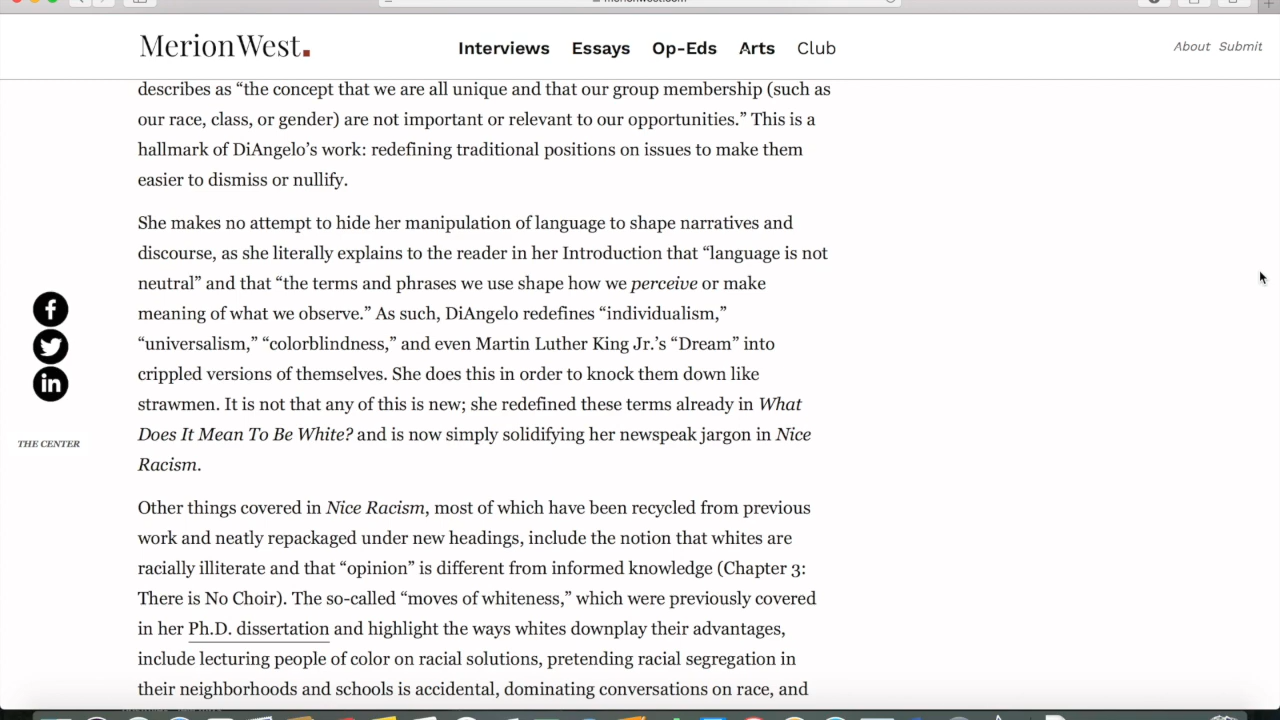 MerionWest.
Interviews Essays Op-Eds Arts Club
About Submit
describes as “the concept that we are all unique and that our group membership (such as
our race, class, or gender) are not important or relevant to our opportunities.” This is a
hallmark of DiAngelo’s work: redefining traditional positions on issues to make them
easier to dismiss or nullify.
She makes no attempt to hide her manipulation of language to shape narratives and
discourse, as she literally explains to the reader in her Introduction that “language is not
neutral” and that “the terms and phrases we use shape how we perceive or make
meaning of what we observe.” As such, DiAngelo redefines “individualism,”
“universalism,” “colorblindness,” and even Martin Luther King Jr.’s “Dream” into
crippled versions of themselves. She does this in order to knock them down like
strawmen. It is not that any of this is new; she redefined these terms already in What
Does It Mean To Be White? and is now simply solidifying her newspeak jargon in Nice
Racism.
THE CENTER
Other things covered in Nice Racism, most of which have been recycled from previous
work and neatly repackaged under new headings, include the notion that whites are
racially illiterate and that “opinion” is different from informed knowledge (Chapter 3:
There is No Choir). The so-called “moves of whiteness,” which were previously covered
in her Ph.D. dissertation and highlight the ways whites downplay their advantages,
include lecturing people of color on racial solutions, pretending racial segregation in
their neighborhoods and schools is accidental, dominating conversations on race, and